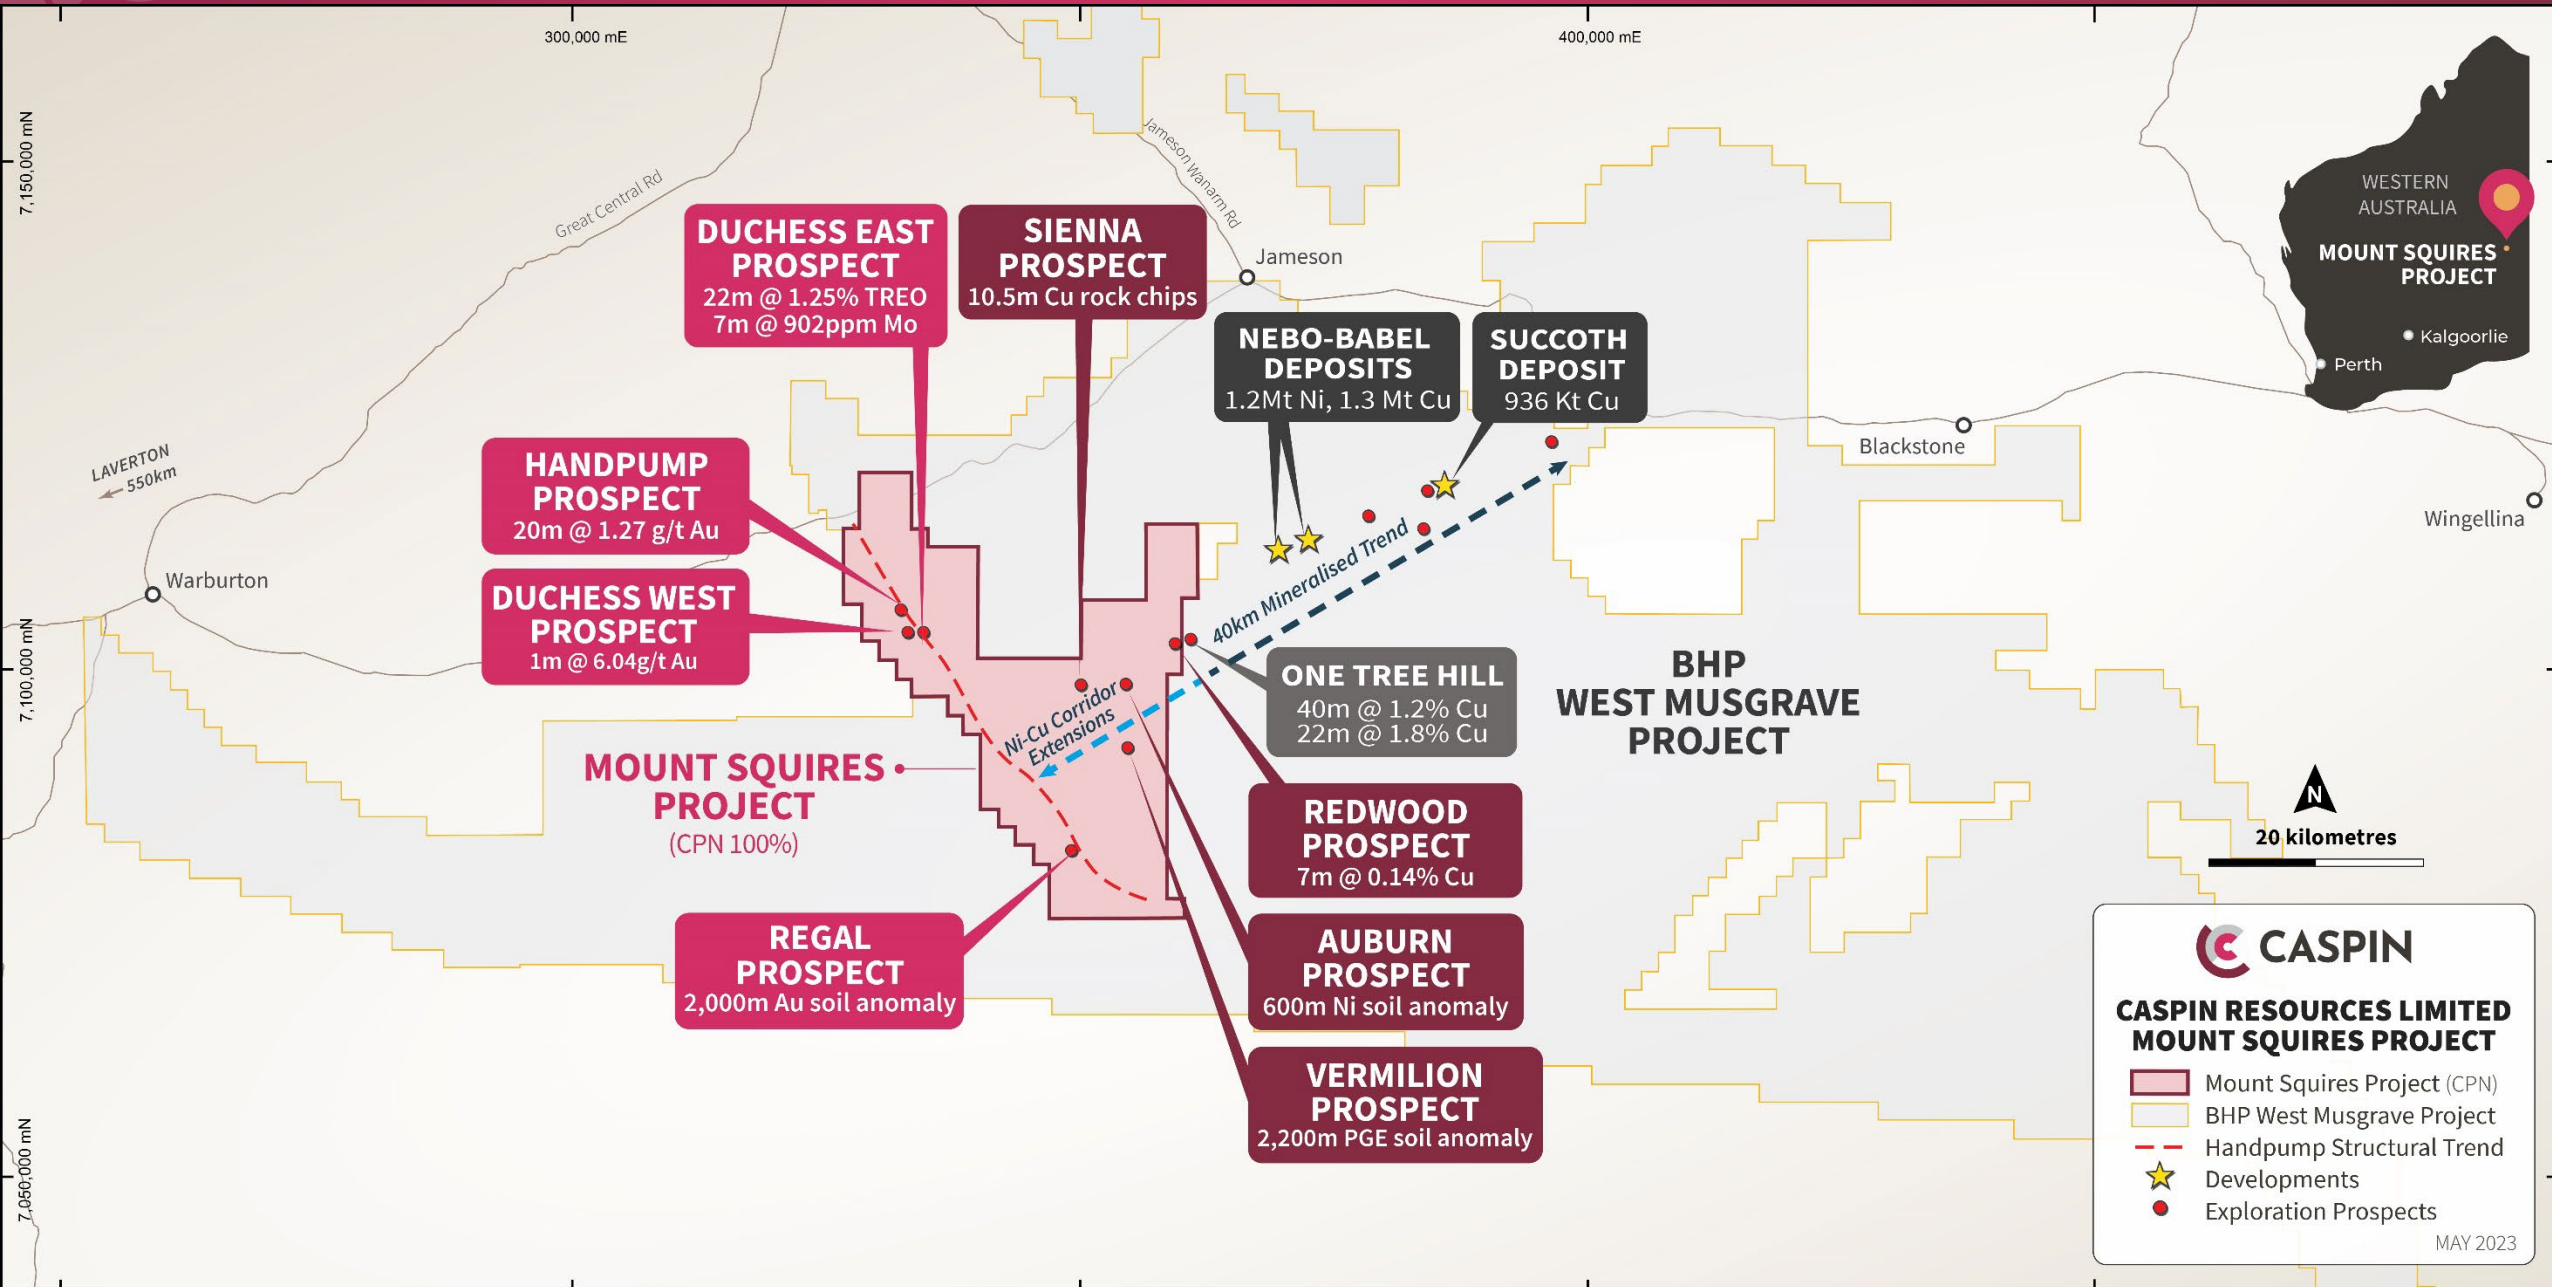 300,000 mE
400,000 mE
7,150,000 mN
7,100,000 mN
7,050,000 mN
Great Central Rd
Jameson Wanarm Rd
Jameson
LAVERTON
550km
Warburton
Blackstone
Wingellina
DUCHESS EAST
PROSPECT
22m @ 1.25% TREO
7m @ 902ppm Mo
SIENNA
PROSPECT
10.5m Cu rock chips
NEBO-BABEL
DEPOSITS
1.2Mt Ni, 1.3 Mt Cu
SUCCOTH
DEPOSIT
936 Kt Cu
HANDPUMP
PROSPECT
20m @ 1.27 g/t Au
DUCHESS WEST
PROSPECT
1m @ 6.04g/t Au
40km Mineralised Trend
Ni-Cu Corridor
Extensions
ONE TREE HILL
40m @ 1.2% Cu
22m @ 1.8% Cu
BHP
WEST MUSGRAVE
PROJECT
MOUNT SQUIRES
PROJECT
(CPN 100%)
REDWOOD
PROSPECT
7m @ 0.14% Cu
REGAL
PROSPECT
2,000m Au soil anomaly
AUBURN
PROSPECT
600m Ni soil anomaly
VERMILION
PROSPECT
2,200m PGE soil anomaly
WESTERN
AUSTRALIA
MOUNT SQUIRES
PROJECT
Kalgoorlie
Perth
N
20 kilometres
CASPIN
CASPIN RESOURCES LIMITED
MOUNT SQUIRES PROJECT
Mount Squires Project (CPN)
BHP West Musgrave Project
Handpump Structural Trend
Developments
Exploration Prospects
MAY 2023